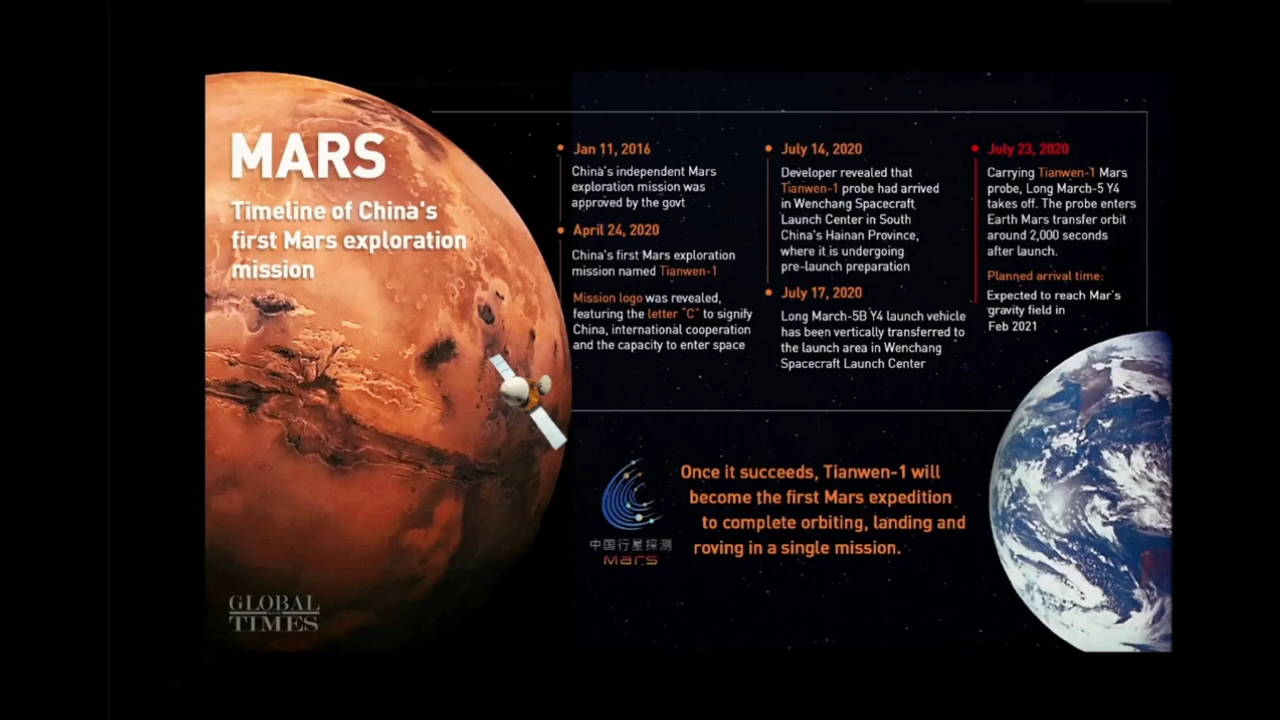 MARS
Timeline of China's
first Mars exploration
mission
Jan 11, 2016
China's independent Mars
exploration mission was
approved by the govt
April 24, 2020
China's first Mars exploration
mission named Tianwen-1
Mission logo was revealed,
featuring the letter "C" to signify
China, international cooperation
and the capacity to enter space
July 14, 2020
Developer revealed that
Tianwen-1 probe had arrived
in Wenchang Spacecraft
Launch Center in South
China's Hainan Province,
where it is undergoing
pre-launch preparation
July 17, 2020
Long March-5B Y4 launch vehicle
has been vertically transferred to
the launch area in Wenchang
Spacecraft Launch Center
July 23, 2020
Carrying Tianwen-1 Mars
probe, Long March-5 Y4
takes off. The probe enters
Earth Mars transfer orbit
around 2,000 seconds
after launch.
Planned arrival time:
Expected to reach Mar's
gravity field in
Feb 2021
Once it succeeds, Tianwen-1 will
become the first Mars expedition
to complete orbiting, landing and
roving in a single mission.
中国行星探测
Mars
GLOBAL
TIMES